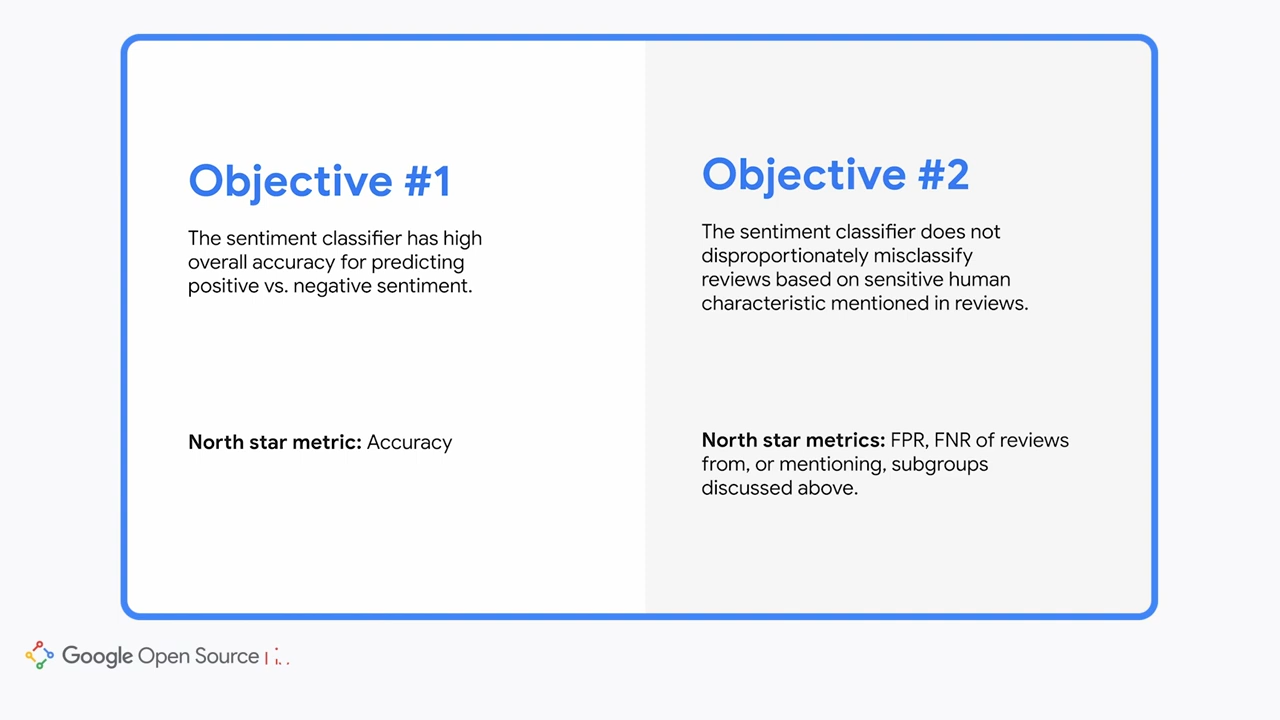 Objective #1
The sentiment classifier has high
overall accuracy for predicting
positive vs. negative sentiment.
North star metric: Accuracy
Objective #2
The sentiment classifier does not
disproportionately misclassify
reviews based on sensitive human
characteristic mentioned in reviews.
North star metrics: FPR, FNR of reviews
from, or mentioning, subgroups
discussed above.
Google Open Source